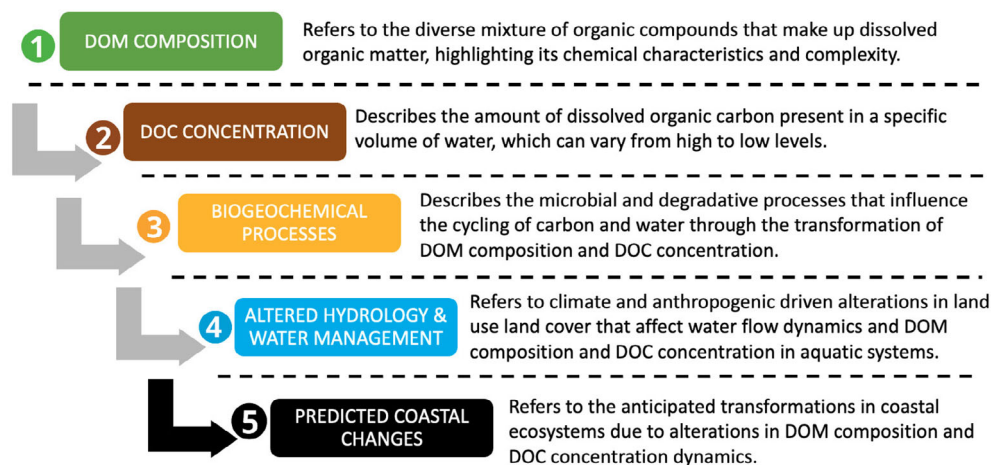 1
DOM COMPOSITION
Refers to the diverse mixture of organic compounds that make up dissolved
organic matter, highlighting its chemical characteristics and complexity.
2
DOC CONCENTRATION
Describes the amount of dissolved organic carbon present in a specific
volume of water, which can vary from high to low levels.
3
BIOGEOCHEMICAL
PROCESSES
Describes the microbial and degradative processes that influence
the cycling of carbon and water through the transformation of
DOM composition and DOC concentration.
4
ALTERED HYDROLOGY &
WATER MANAGEMENT
Refers to climate and anthropogenic driven alterations in land
use land cover that affect water flow dynamics and DOM
composition and DOC concentration in aquatic systems.
5
PREDICTED COASTAL
CHANGES
Refers to the anticipated transformations in coastal
ecosystems due to alterations in DOM composition and
DOC concentration dynamics.